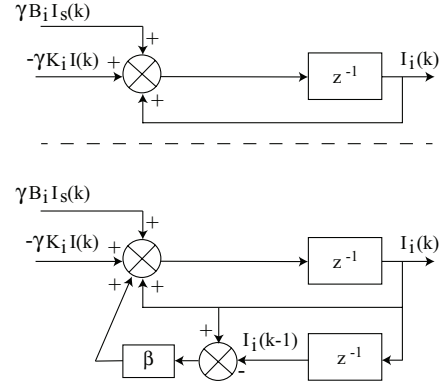 γB_i I_s(k)
+
-γK_i I(k)
+
+
z⁻¹
I_i(k)
γB_i I_s(k)
+
-γK_i I(k)
+
+
+
z⁻¹
I_i(k)
+
β
-
I_i(k-1)
z⁻¹